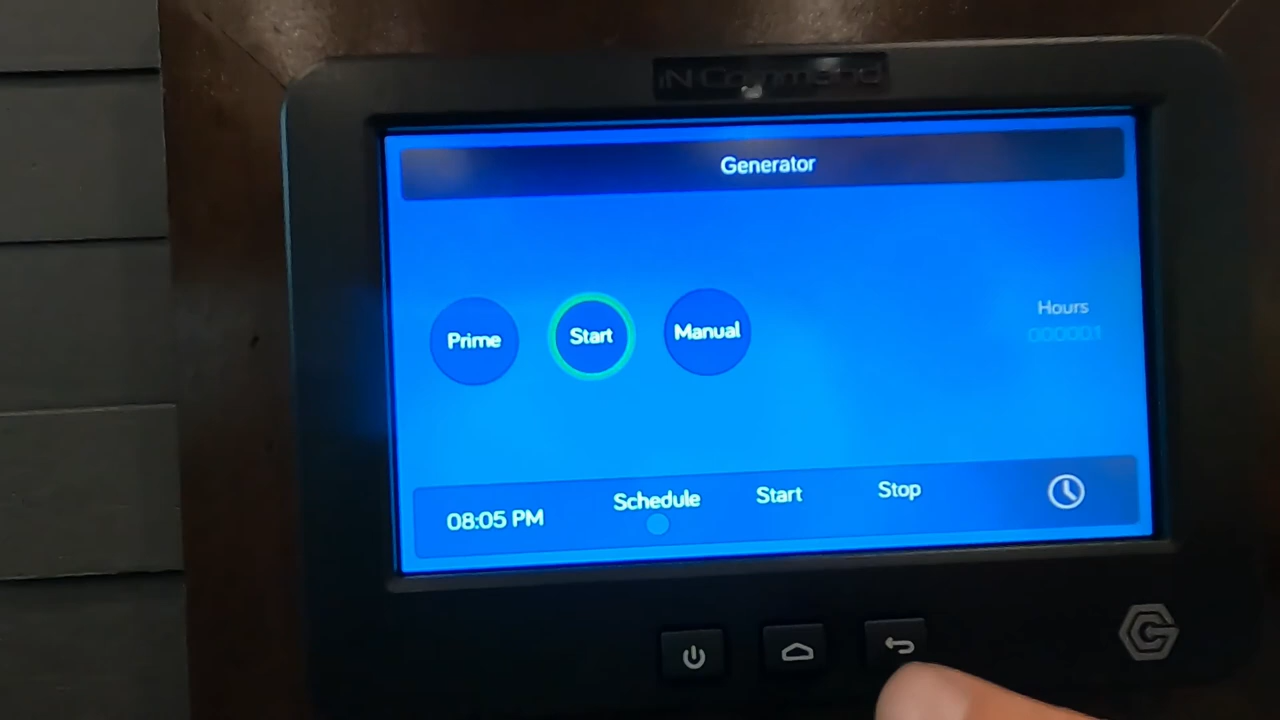 iN Command
Generator
Prime
Start
Manual
Hours
000001
08:05 PM
Schedule
Start
Stop